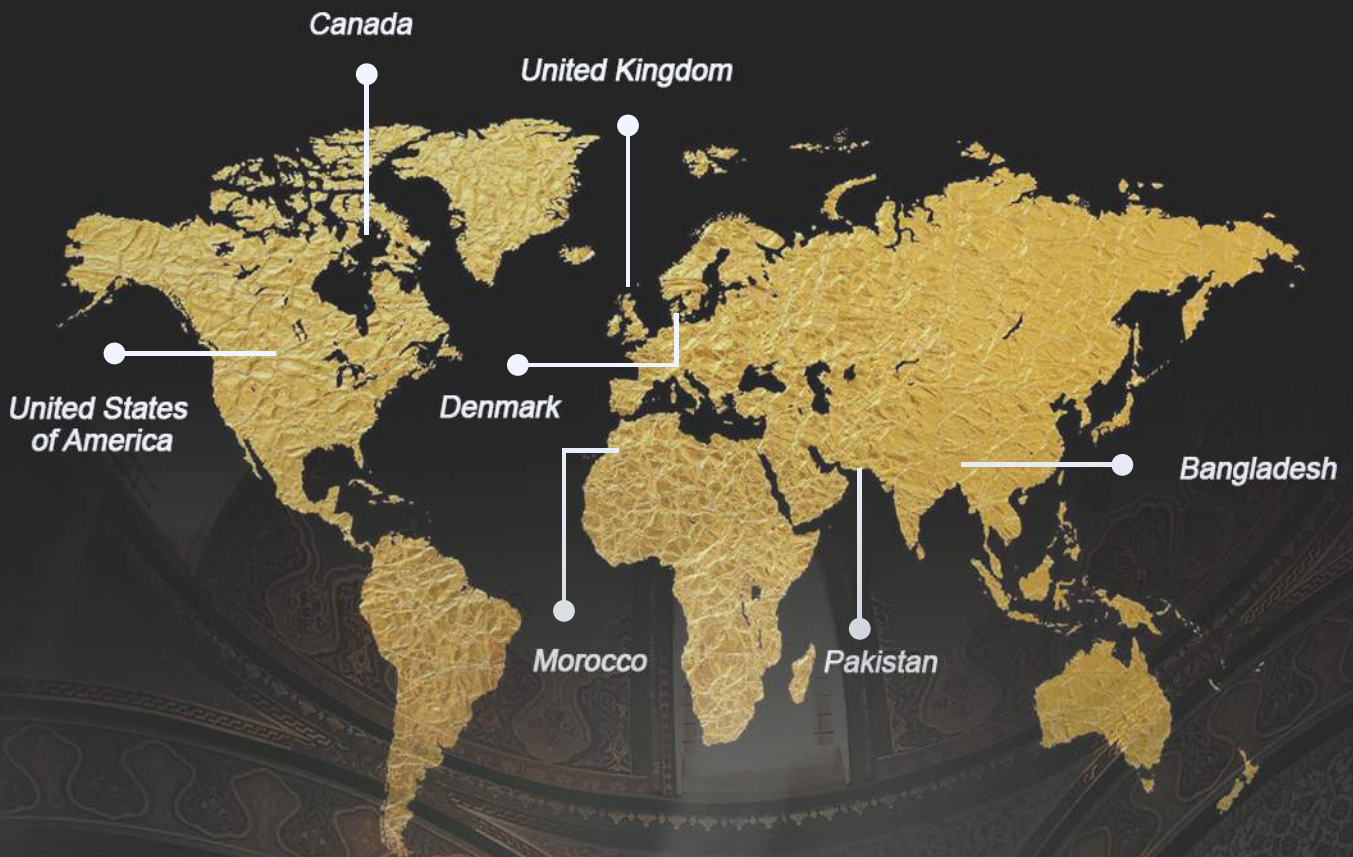 Canada
United Kingdom
United States
of America
Denmark
Bangladesh
Morocco
Pakistan